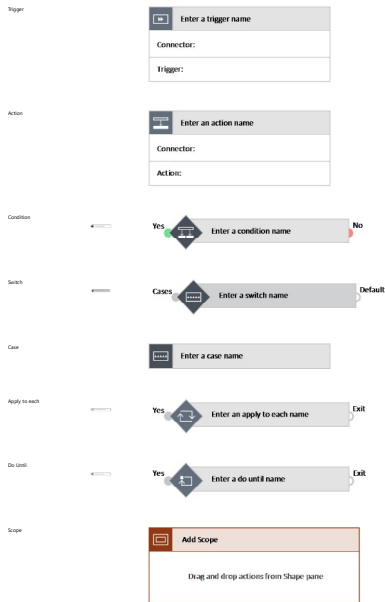 Trigger
Enter a trigger name
Connector:
Trigger:
Action
Enter an action name
Connector:
Action:
Condition
Yes
Enter a condition name
No
Switch
Cases
Enter a switch name
Default
Case
Enter a case name
Apply to each
Yes
Enter an apply to each name
Exit
Do Until
Yes
Enter a do until name
Exit
Scope
Add Scope
Drag and drop actions from Shape pane